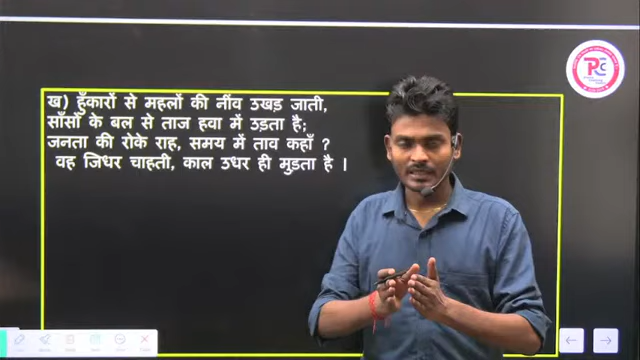 ख) हूँकारों से महलों की नींव उखड़ जाती,
साँसों के बल से ताज हवा में उड़ता है;
जनता की रोके राह, समय में ताव कहाँ ?
वह जिधर चाहती, काल उधर ही मुड़ता है ।